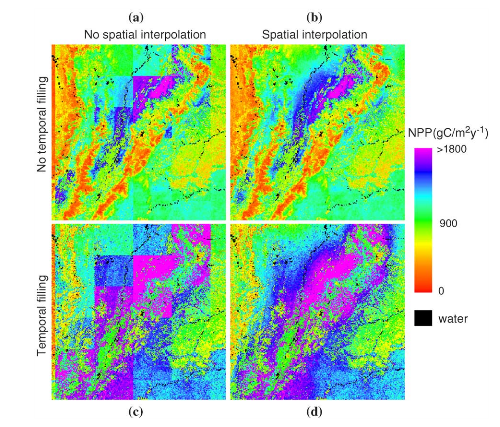 (a) (b)
No spatial interpolation Spatial interpolation
No temporal filling
Temporal filling
NPP(gC/m²y⁻¹)
>1800
900
0
water
(c) (d)